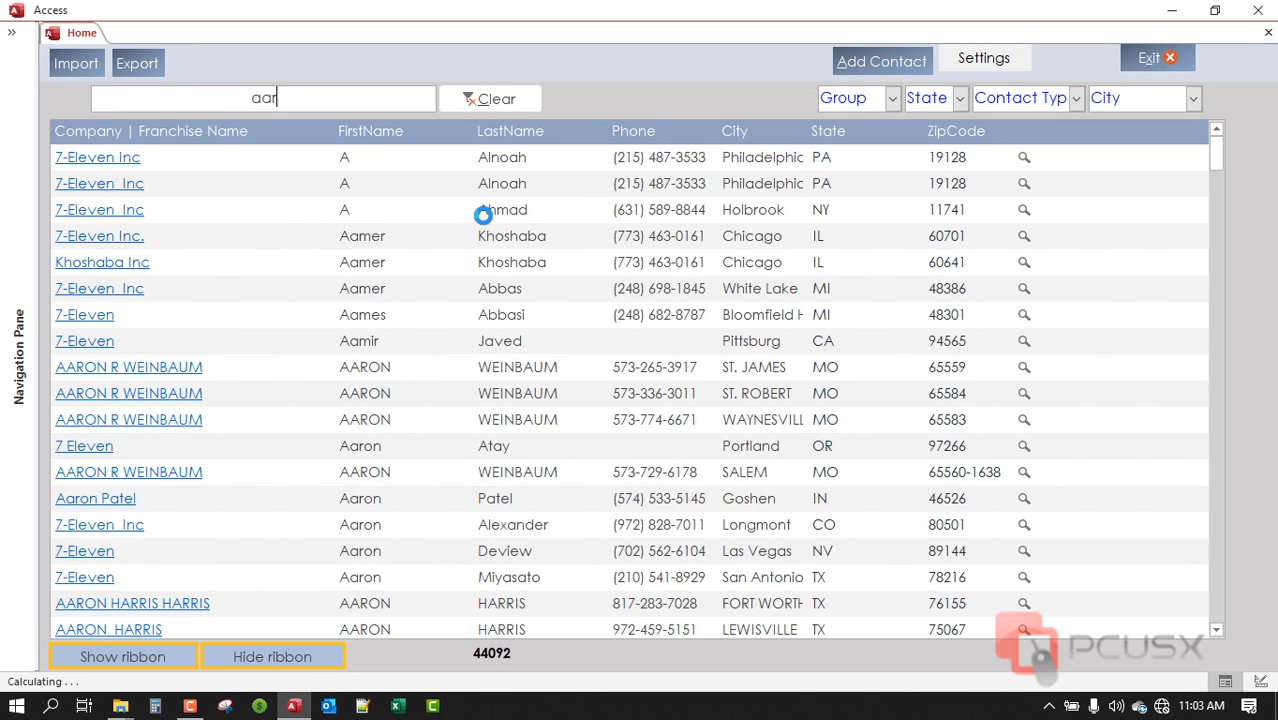 Access
Home
Import Export Add Contact Settings Exit
aar Clear Group State Contact Typ City
Company | Franchise Name FirstName LastName Phone City State ZipCode
7-Eleven Inc A Alnoah (215) 487-3533 Philadelphic PA 19128
7-Eleven Inc A Alnoah (215) 487-3533 Philadelphic PA 19128
7-Eleven Inc A Ahmad (631) 589-8844 Holbrook NY 11741
7-Eleven Inc. Aamer Khoshaba (773) 463-0161 Chicago IL 60701
Khoshaba Inc Aamer Khoshaba (773) 463-0161 Chicago IL 60641
7-Eleven Inc Aamer Abbas (248) 698-1845 White Lake MI 48386
7-Eleven Aames Abbasi (248) 682-8787 Bloomfield H MI 48301
7-Eleven Aamir Javed Pittsburg CA 94565
AARON R WEINBAUM AARON WEINBAUM 573-265-3917 ST. JAMES MO 65559
AARON R WEINBAUM AARON WEINBAUM 573-336-3011 ST. ROBERT MO 65584
AARON R WEINBAUM AARON WEINBAUM 573-774-6671 WAYNESVILL MO 65583
7 Eleven Aaron Atay Portland OR 97266
AARON R WEINBAUM AARON WEINBAUM 573-729-6178 SALEM MO 65560-1638
Aaron Patel Aaron Patel (574) 533-5145 Goshen IN 46526
7-Eleven Inc Aaron Alexander (972) 828-7011 Longmont CO 80501
7-Eleven Aaron Deview (702) 562-6104 Las Vegas NV 89144
7-Eleven Aaron Miyasato (210) 541-8929 San Antonio TX 78216
AARON HARRIS HARRIS AARON HARRIS 817-283-7028 FORT WORTH TX 76155
AARON HARRIS AARON HARRIS 972-459-5151 LEWISVILLE TX 75067
Show ribbon Hide ribbon 44092
PCUSX
Calculating . . .
11:03 AM
Navigation Pane